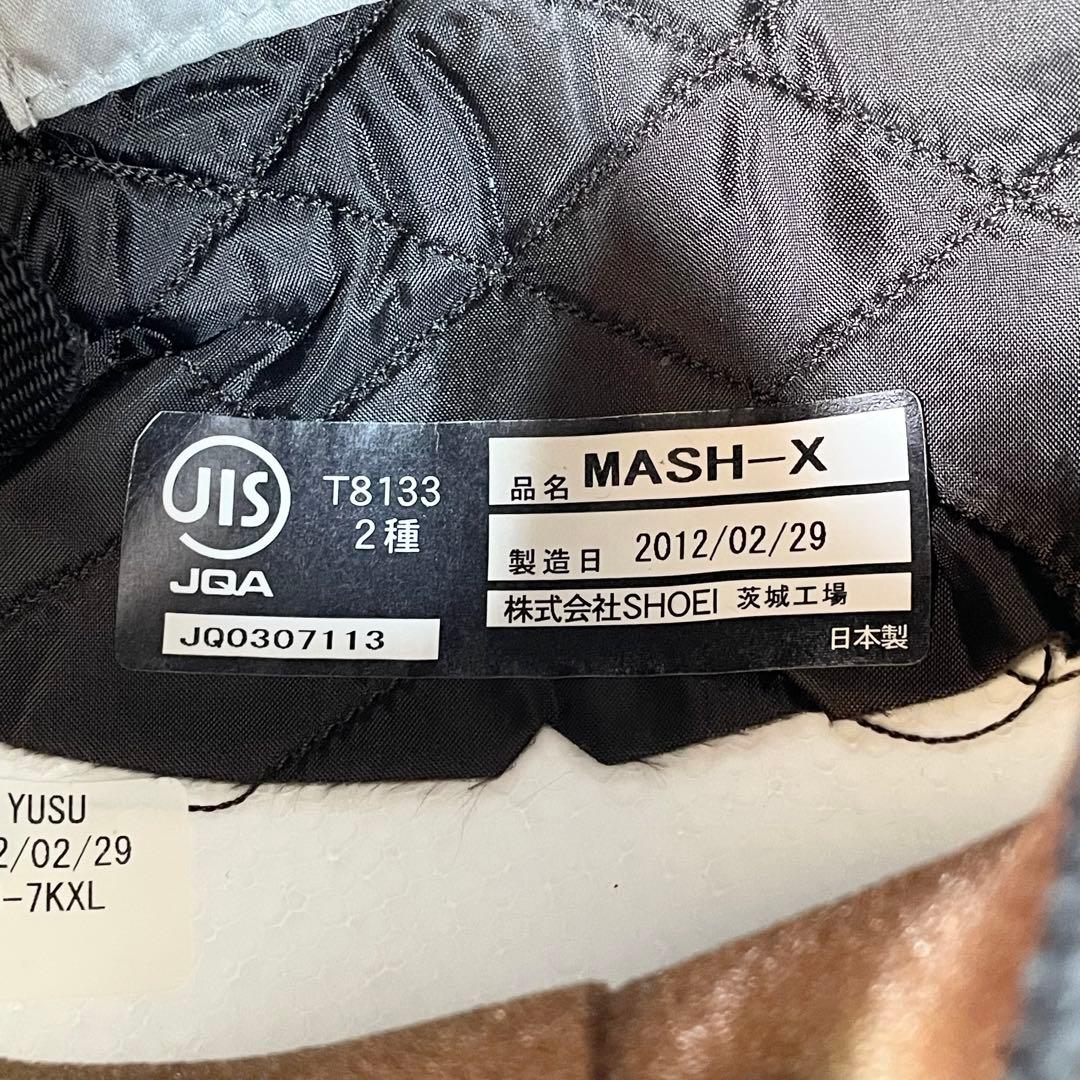 JIS
JQA
T8133
2種
JQ0307113
品名 MASH-X
製造日 2012/02/29
株式会社SHOEI 茨城工場
日本製
YUSU
2/02/29
-7KXL